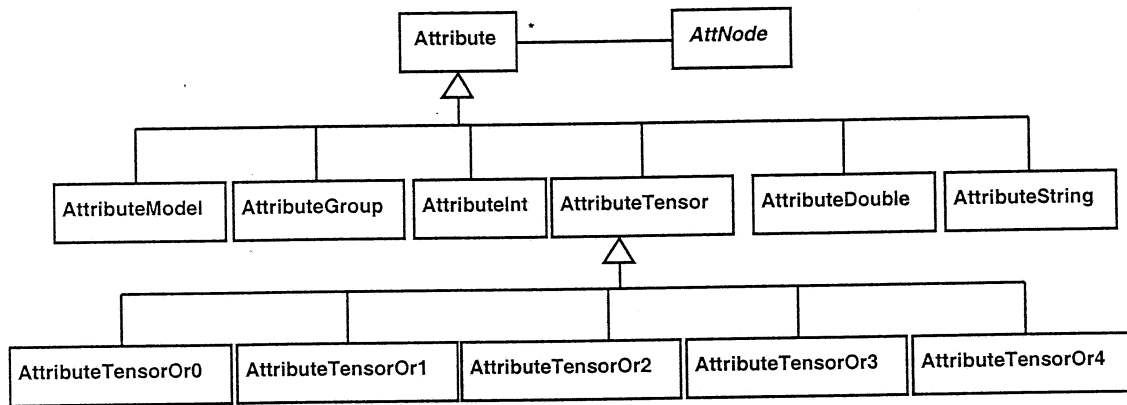 Attribute * AttNode
AttributeModel AttributeGroup AttributeInt AttributeTensor AttributeDouble AttributeString
AttributeTensorOr0 AttributeTensorOr1 AttributeTensorOr2 AttributeTensorOr3 AttributeTensorOr4